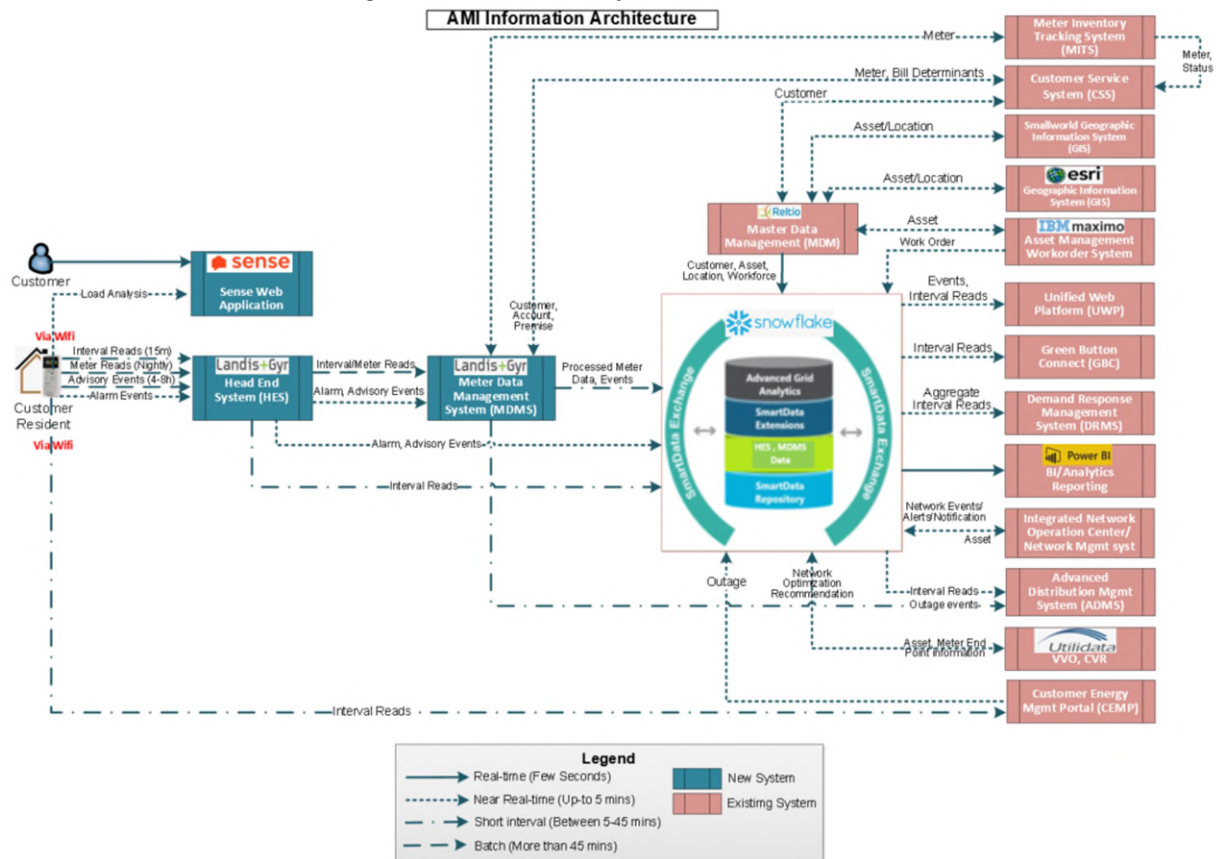 AMI Information Architecture
Meter
Meter Inventory
Tracking System
(MITS)
Meter,
Status
Meter, Bill Determinants
Customer Service
System (CSS)
Customer
Asset/Location
Smallworld Geographic
Information System
(GIS)
Asset/Location
esri
Geographic Information
System (GIS)
Reltio
Master Data
Management (MDM)
Asset
Work Order
IBM maximo
Asset Management
Workorder System
Customer
sense
Sense Web
Application
Load Analysis
Customer, Asset,
Location, Workforce
Events,
Interval Reads
Unified Web
Platform (UWP)
Customer,
Account,
Premise
snowflake
Via Wifi
Interval Reads (15m)
Meter Reads (Nightly)
Advisory Events (4-8h)
Alarm Events
Customer
Resident
Via Wifi
Landis+Gyr
Head End
System (HES)
Interval/Meter Reads
Alarm, Advisory Events
Landis+Gyr
Meter Data
Management
System (MDMS)
Processed Meter
Data, Events
Alarm, Advisory Events
Interval Reads
SmartData Exchange
Advanced Grid
Analytics
SmartData
Extensions
HES , MDMS
Data
SmartData
Repository
SmartData Exchange
Interval Reads
Green Button
Connect (GBC)
Aggregate
Interval Reads
Demand Response
Management
System (DRMS)
Power BI
BI/Analytics
Reporting
Network Events/
Alerts/Notification
Asset
Integrated Network
Operation Center/
Network Mgmt syst
Outage
Network
Optimization
Recommendation
Interval Reads
Outage events
Advanced
Distribution Mgmt
System (ADMS)
Asset, Meter End
Point information
Utilidata
VVO, CVR
Interval Reads
Customer Energy
Mgmt Portal (CEMP)
Legend
Real-time (Few Seconds)
Near Real-time (Up-to 5 mins)
Short interval (Between 5-45 mins)
Batch (More than 45 mins)
New System
Existimg System